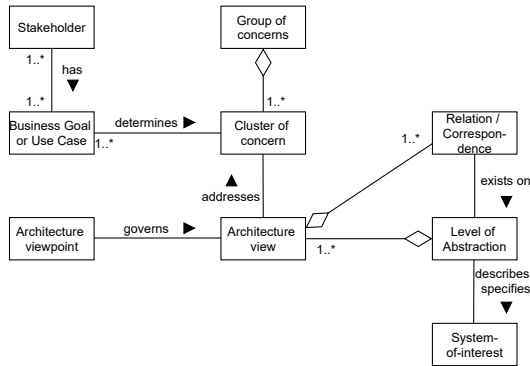 Stakeholder
Group of
concerns
1..*
has
1..*
1..*
Business Goal
or Use Case
1..*
determines
Cluster of
concern
1..*
Relation /
Correspon-
dence
addresses
exists on
Architecture
viewpoint
governs
Architecture
view
1..*
Level of
Abstraction
describes
specifies
System-
of-interest